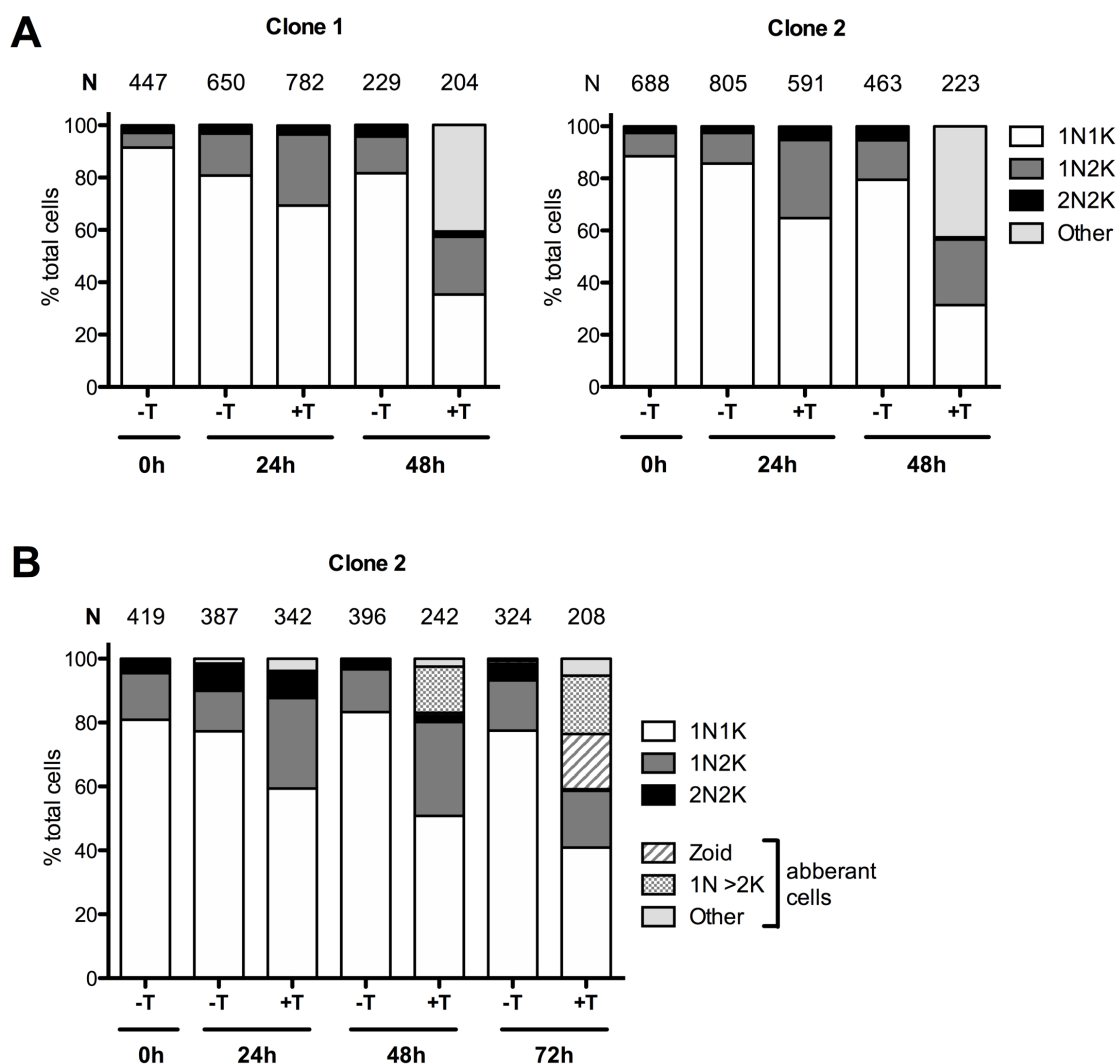 A
Clone 1
N 447 650 782 229 204
100
80
60
40
20
0
% total cells
-T -T +T -T +T
0h 24h 48h
Clone 2
N 688 805 591 463 223
100
80
60
40
20
0
% total cells
-T -T +T -T +T
0h 24h 48h
1N1K
1N2K
2N2K
Other
B
Clone 2
N 419 387 342 396 242 324 208
100
80
60
40
20
0
% total cells
-T -T +T -T +T -T +T
0h 24h 48h 72h
1N1K
1N2K
2N2K
Zoid
1N >2K
Other
abberant
cells